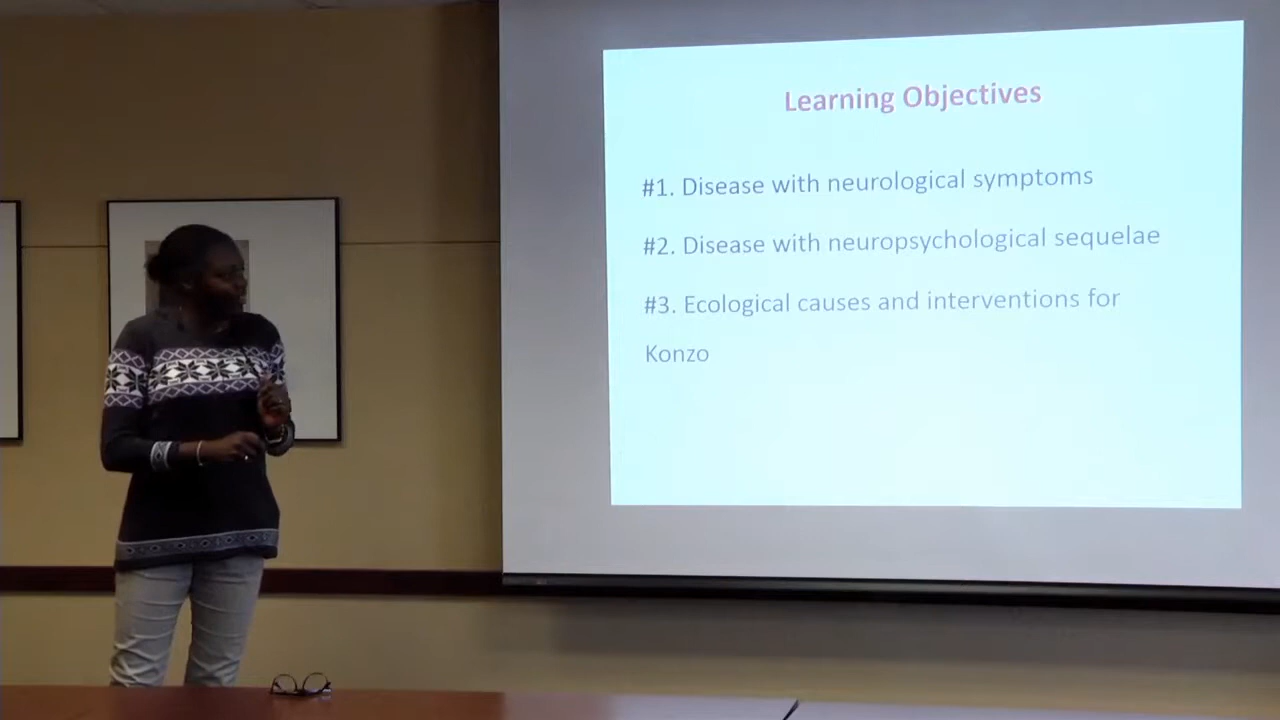 Learning Objectives
#1. Disease with neurological symptoms
#2. Disease with neuropsychological sequelae
#3. Ecological causes and interventions for
Konzo